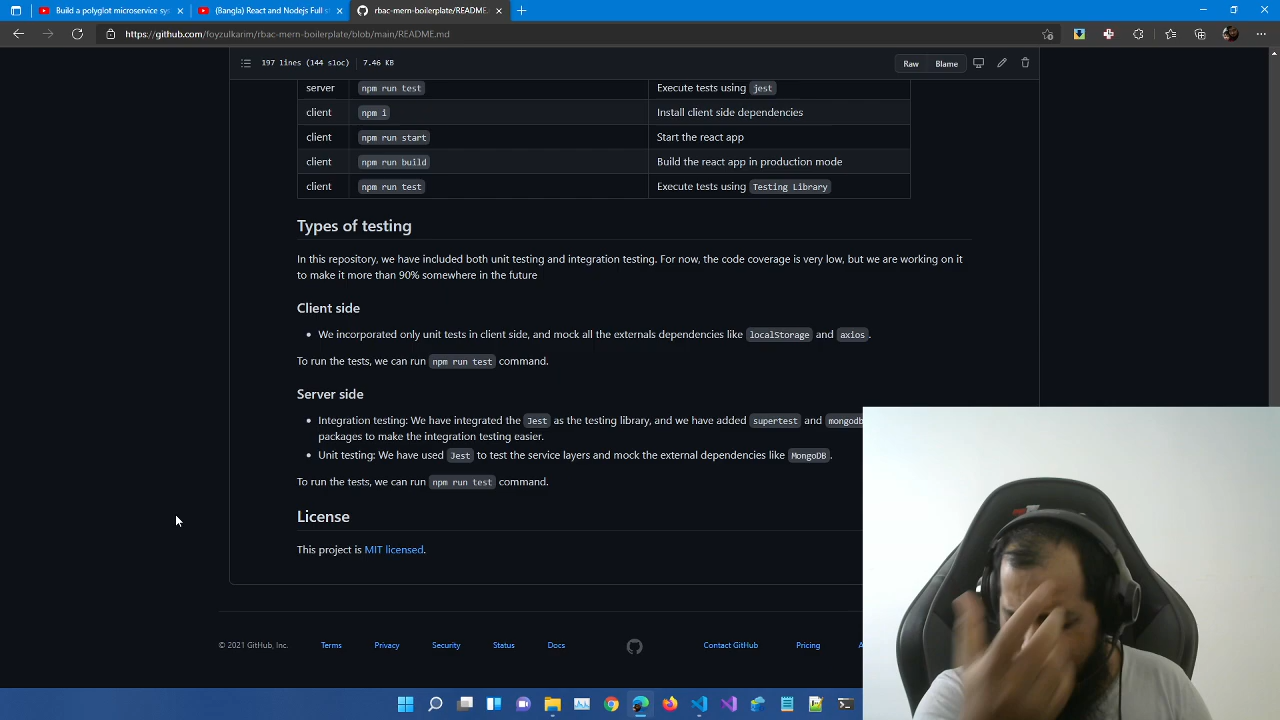 Build a polyglot microservice sys
(Bangla) React and Nodejs Full st
rbac-mern-boilerplate/README.
https://github.com/foyzulkarim/rbac-mern-boilerplate/blob/main/README.md
197 lines (144 sloc) 7.46 KB
Raw Blame
server npm run test Execute tests using jest
client npm i Install client side dependencies
client npm run start Start the react app
client npm run build Build the react app in production mode
client npm run test Execute tests using Testing Library
Types of testing
In this repository, we have included both unit testing and integration testing. For now, the code coverage is very low, but we are working on it
to make it more than 90% somewhere in the future
Client side
• We incorporated only unit tests in client side, and mock all the externals dependencies like localStorage and axios.
To run the tests, we can run npm run test command.
Server side
• Integration testing: We have integrated the Jest as the testing library, and we have added supertest and mongodb
packages to make the integration testing easier.
• Unit testing: We have used Jest to test the service layers and mock the external dependencies like MongoDB.
To run the tests, we can run npm run test command.
License
This project is MIT licensed.
© 2021 GitHub, Inc. Terms Privacy Security Status Docs Contact GitHub Pricing